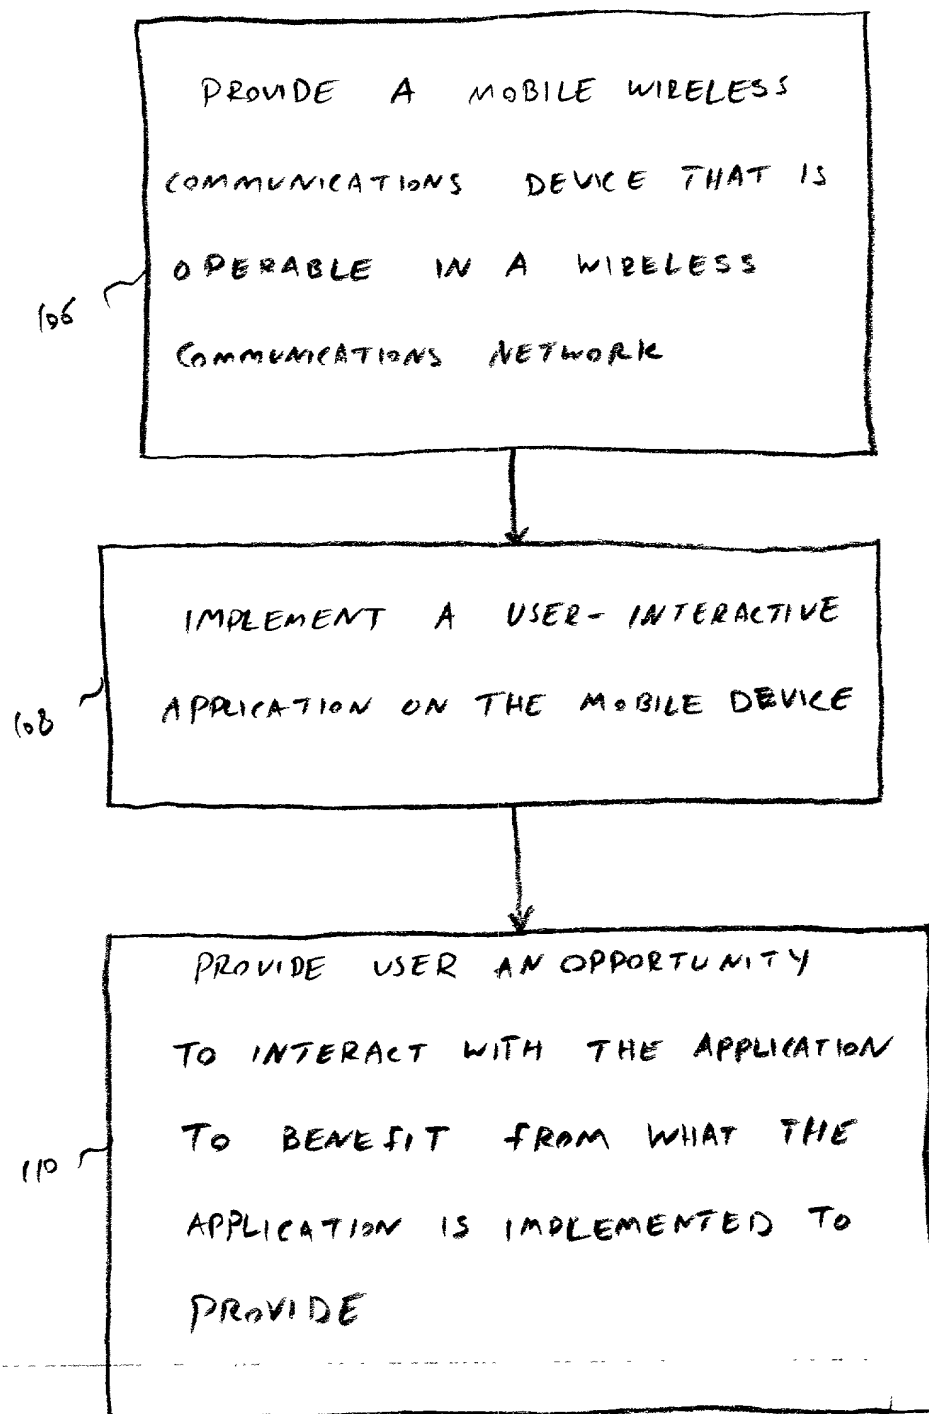 PROVIDE A MOBILE WIRELESS
COMMUNICATIONS DEVICE THAT IS
OPERABLE IN A WIRELESS
106
COMMUNICATIONS NETWORK
IMPLEMENT A USER-INTERACTIVE
APPLICATION ON THE MOBILE DEVICE
108
PROVIDE USER AN OPPORTUNITY
TO INTERACT WITH THE APPLICATION
TO BENEFIT FROM WHAT THE
110
APPLICATION IS IMPLEMENTED TO
PROVIDE